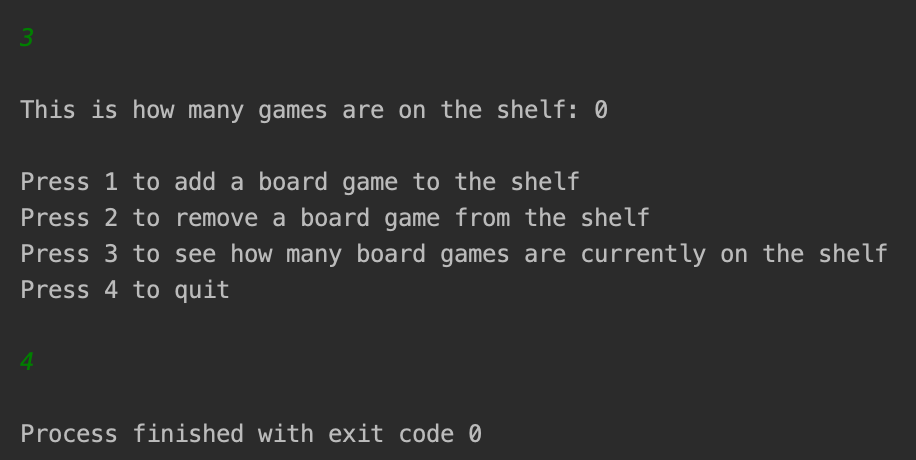 3
This is how many games are on the shelf: 0
Press 1 to add a board game to the shelf
Press 2 to remove a board game from the shelf
Press 3 to see how many board games are currently on the shelf
Press 4 to quit
4
Process finished with exit code 0